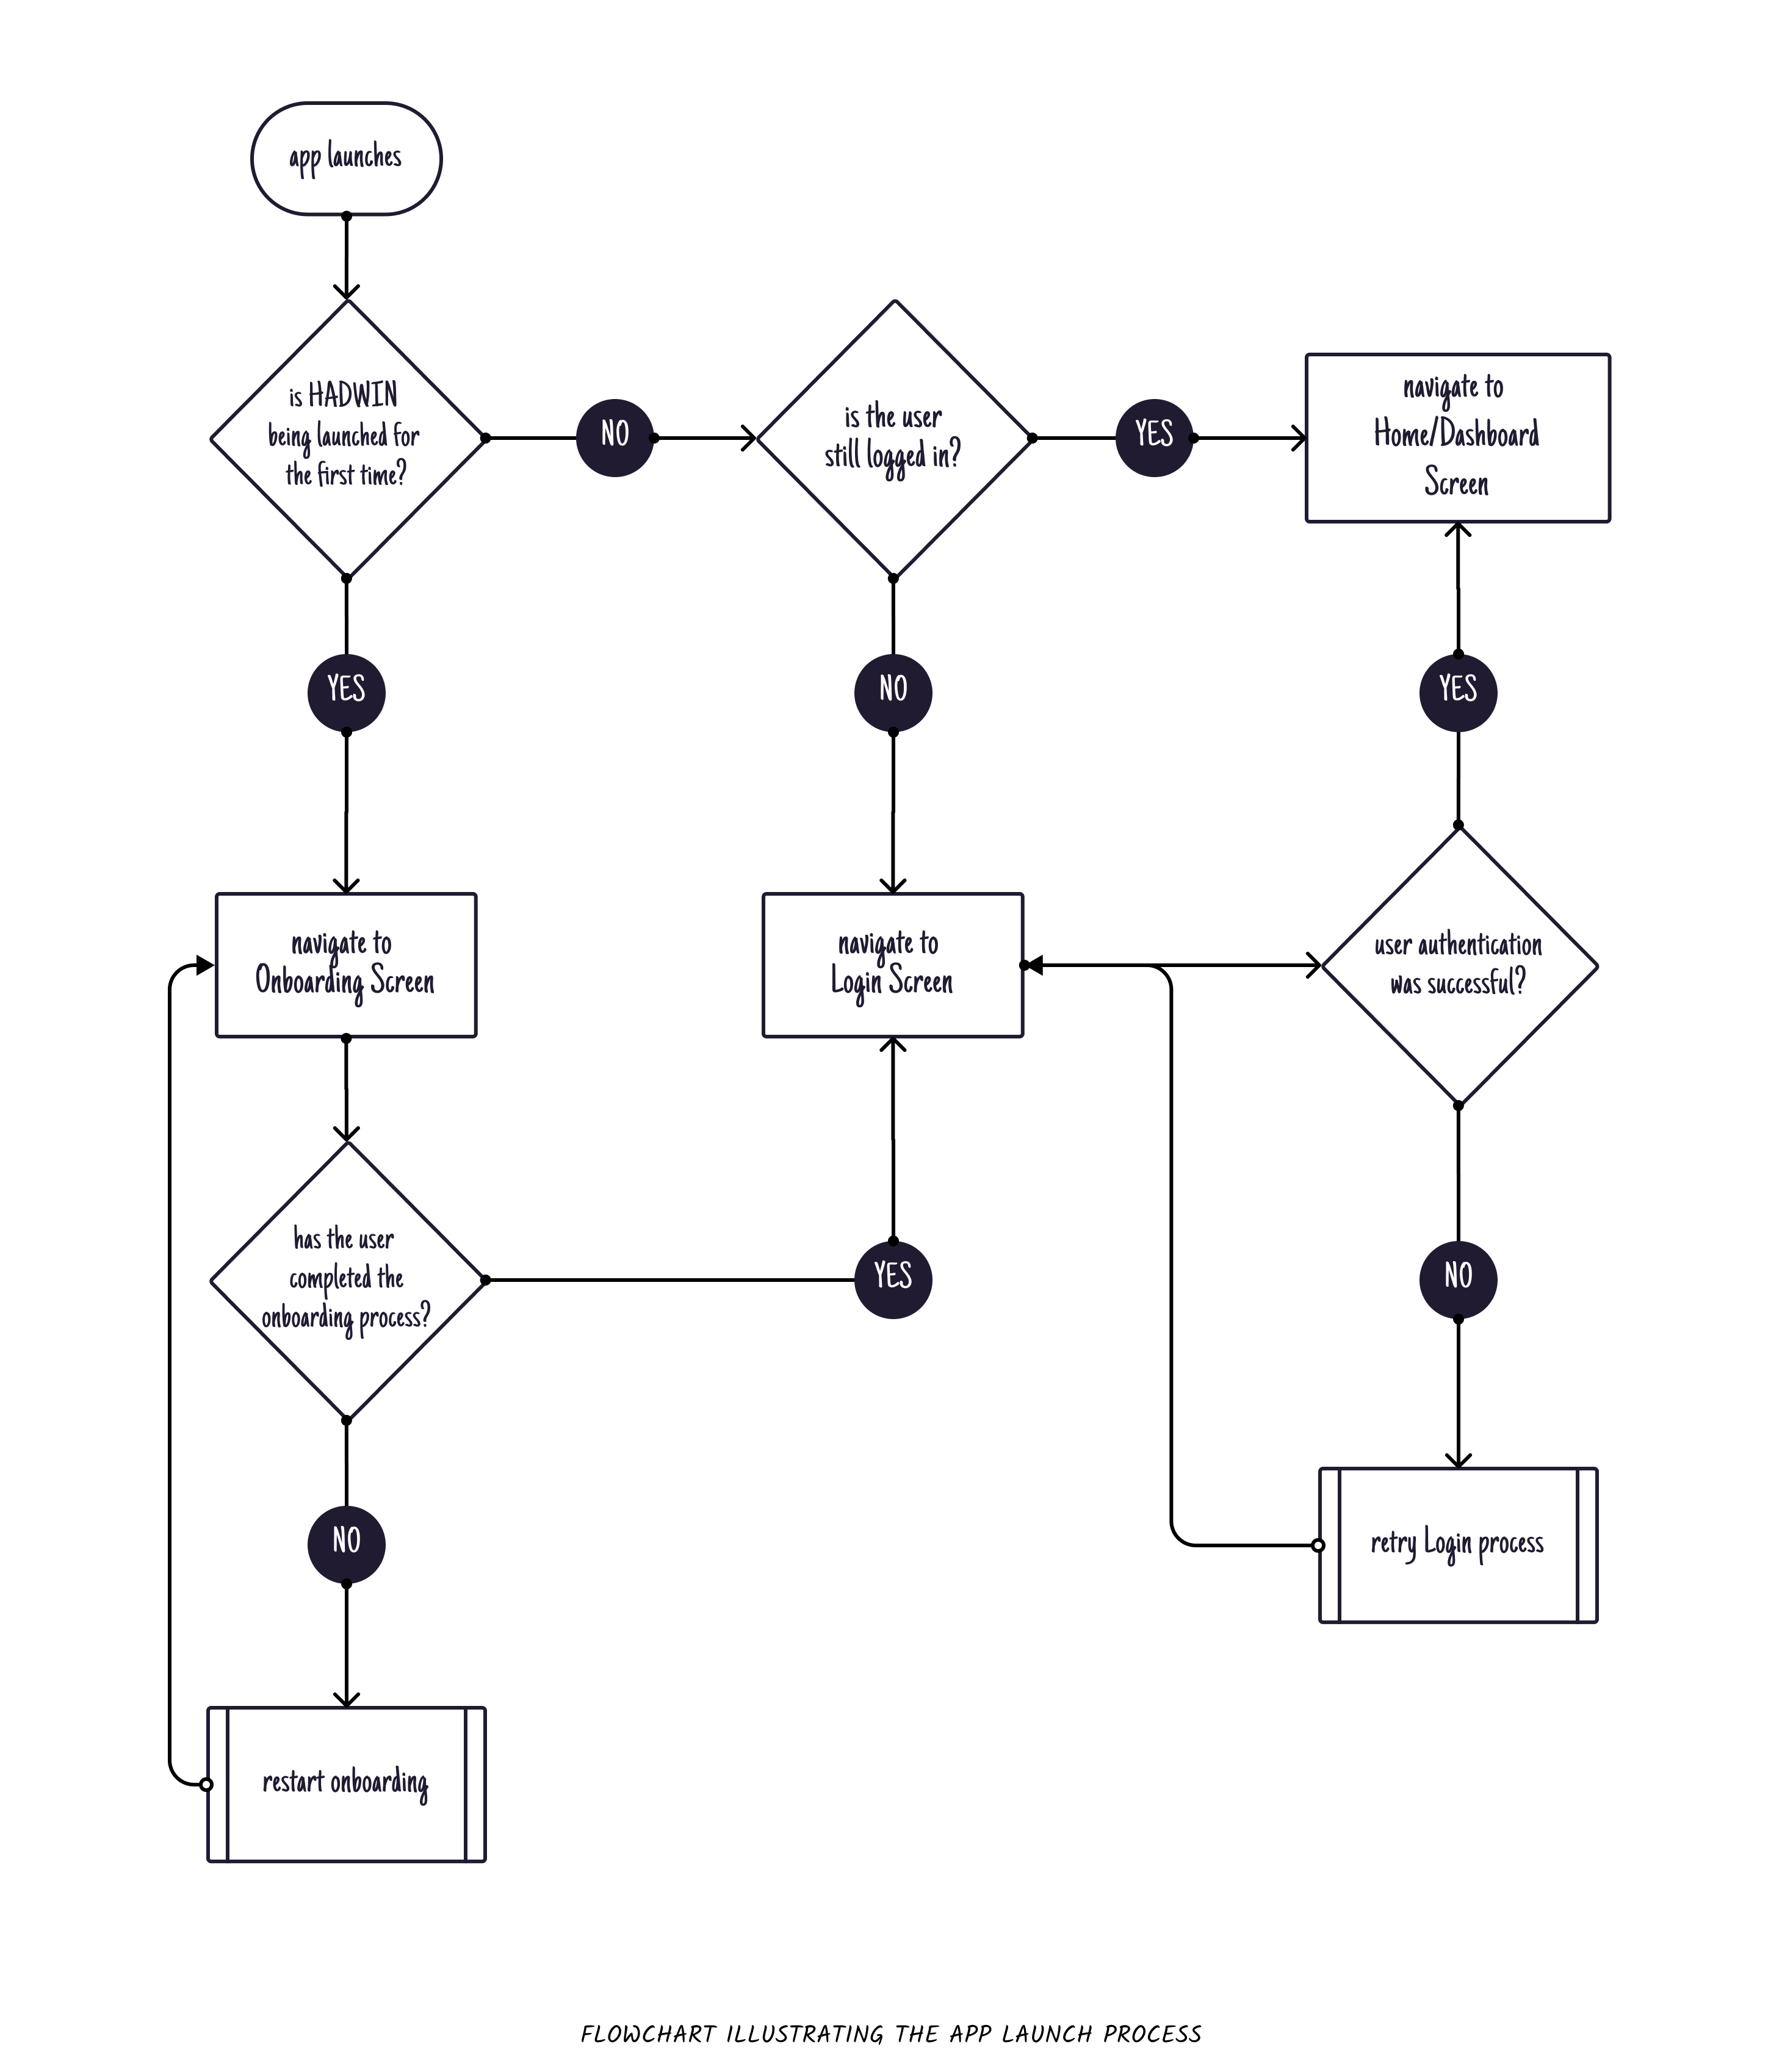 app launches
is HADWIN
being launched for
the first time?
NO
is the user
still logged in?
YES
navigate to
Home/Dashboard
Screen
YES
NO
YES
navigate to
Onboarding Screen
navigate to
Login Screen
user authentication
was successful?
has the user
completed the
onboarding process?
YES
NO
NO
retry Login process
restart onboarding
FLOWCHART ILLUSTRATING THE APP LAUNCH PROCESS